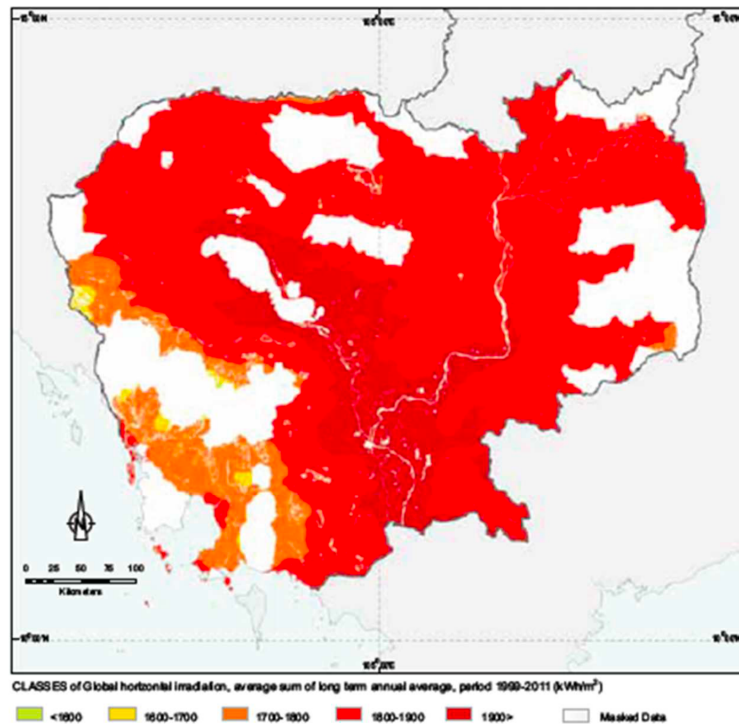 N
0 25 50 75 100
Kilometers
CLASSES of Global horizontal irradiation, average sum of long term annual average, period 1999-2011 (kWh/m²)
<1600 1600-1700 1700-1800 1800-1900 1900> Masked Data